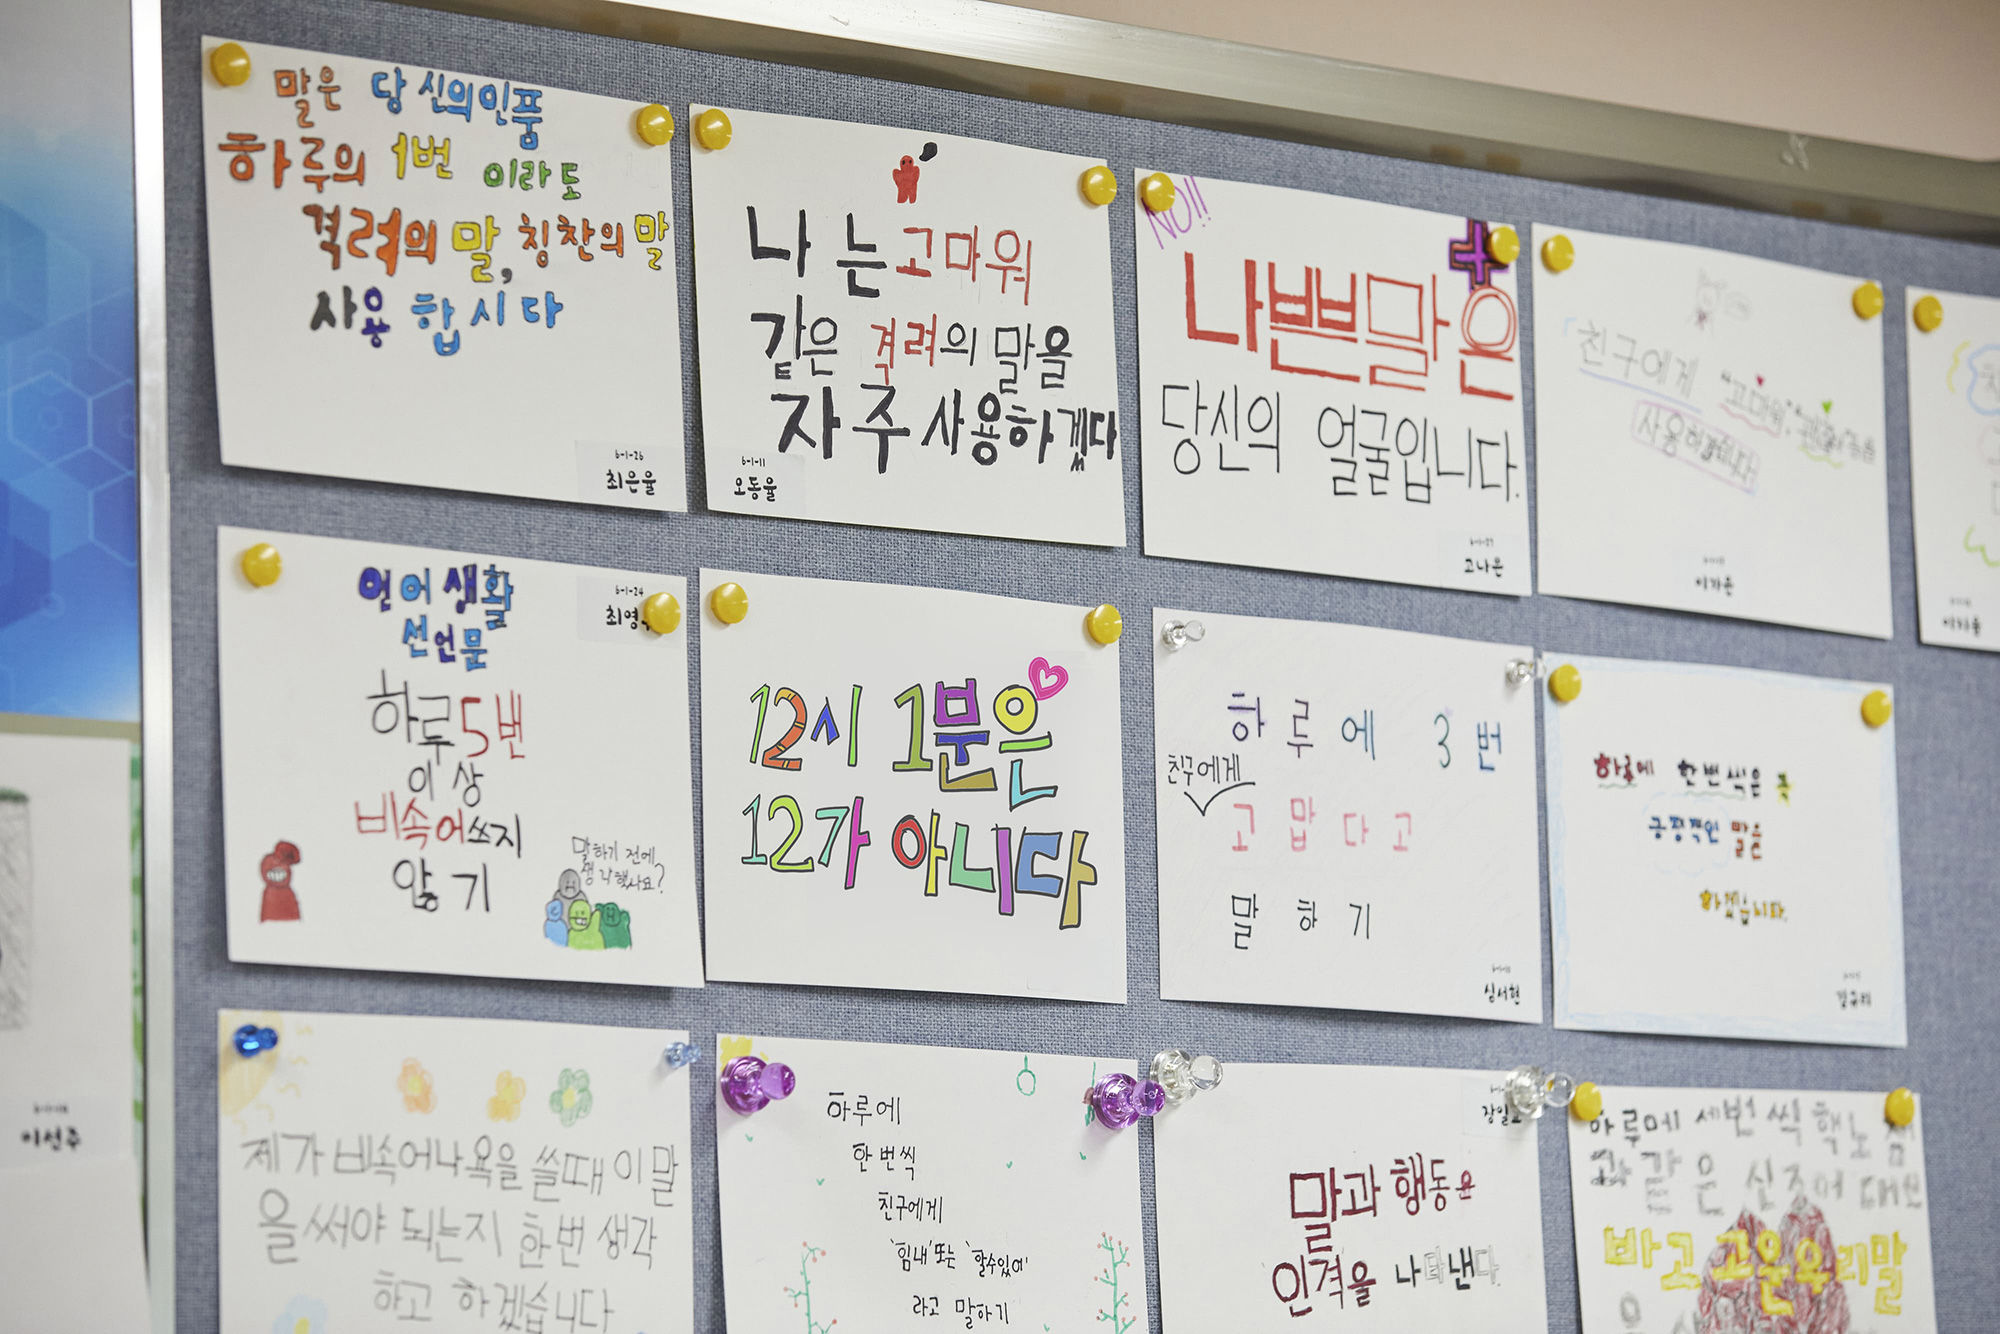 말은 당신의인품
하루의 1번 이라도
격려의 말, 칭찬의 말
사용 합시다
6-1-26
최은율
나는 고마워
같은 격려의 말을
자주 사용하겠다
6-1-11
오동율
NO!!
나쁜말은
당신의 얼굴입니다.
6-1-27
고나은
친구에게 "고마워",
사용하겠습니다
이가은
언어 생활
선언문
6-1-24
최영
하루 5번
이상
비속어쓰지
않기
말하기 전에
생각했나요?
12시 1분은
12가 아니다
하루에 3번
친구에게
고맙다고
말하기
심서현
하루에 한번씩은 꼭
긍정적인 말을
하겠습니다.
김규리
이선주
제가 비속어나 욕을 쓸때 이 말
을 써야 되는지 한번 생각
하고 하겠습니다
하루에
한번씩
친구에게
'힘내' 또는 '할수있어'
라고 말하기
장일
말과 행동은
인격을 나타낸다.
하루에 세번씩
같은
바고 고운 우리말